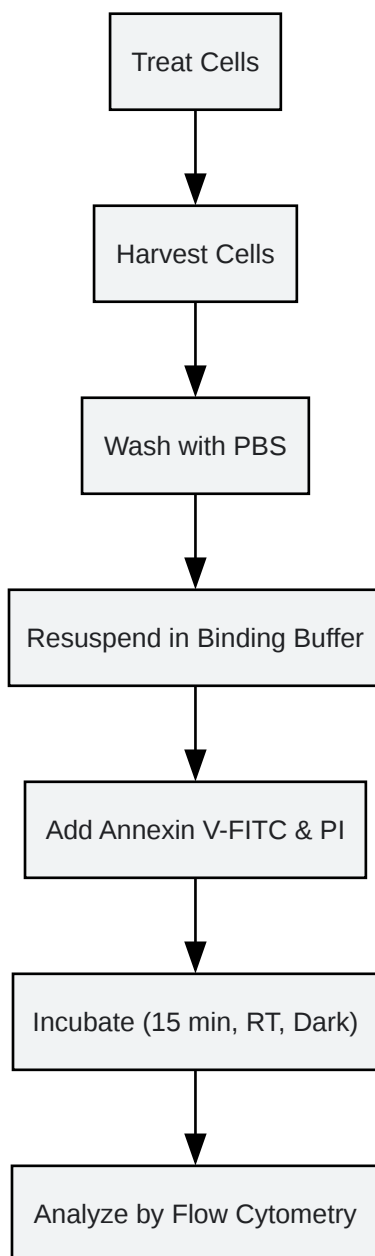 Treat Cells
Harvest Cells
Wash with PBS
Resuspend in Binding Buffer
Add Annexin V-FITC & PI
Incubate (15 min, RT, Dark)
Analyze by Flow Cytometry